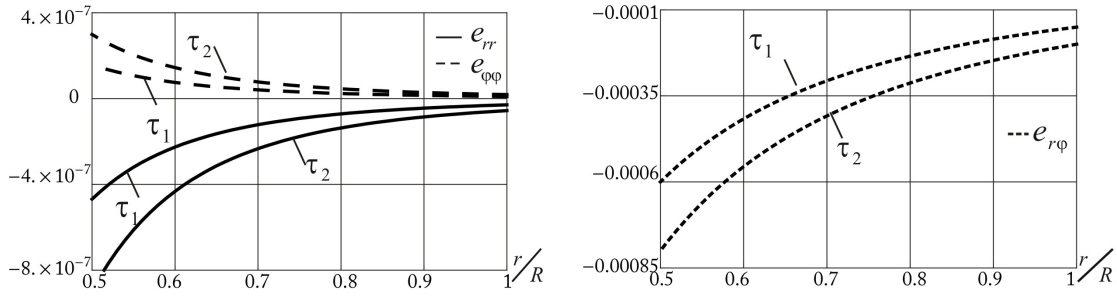 4. × 10⁻⁷
0
−4. × 10⁻⁷
−8. × 10⁻⁷
0.5 0.6 0.7 0.8 0.9 1
r/R
τ₂
τ₁
τ₁
τ₂
e_rr
e_φφ
−0.0001
−0.00035
−0.0006
−0.00085
0.5 0.6 0.7 0.8 0.9 1
r/R
τ₁
τ₂
e_rφ